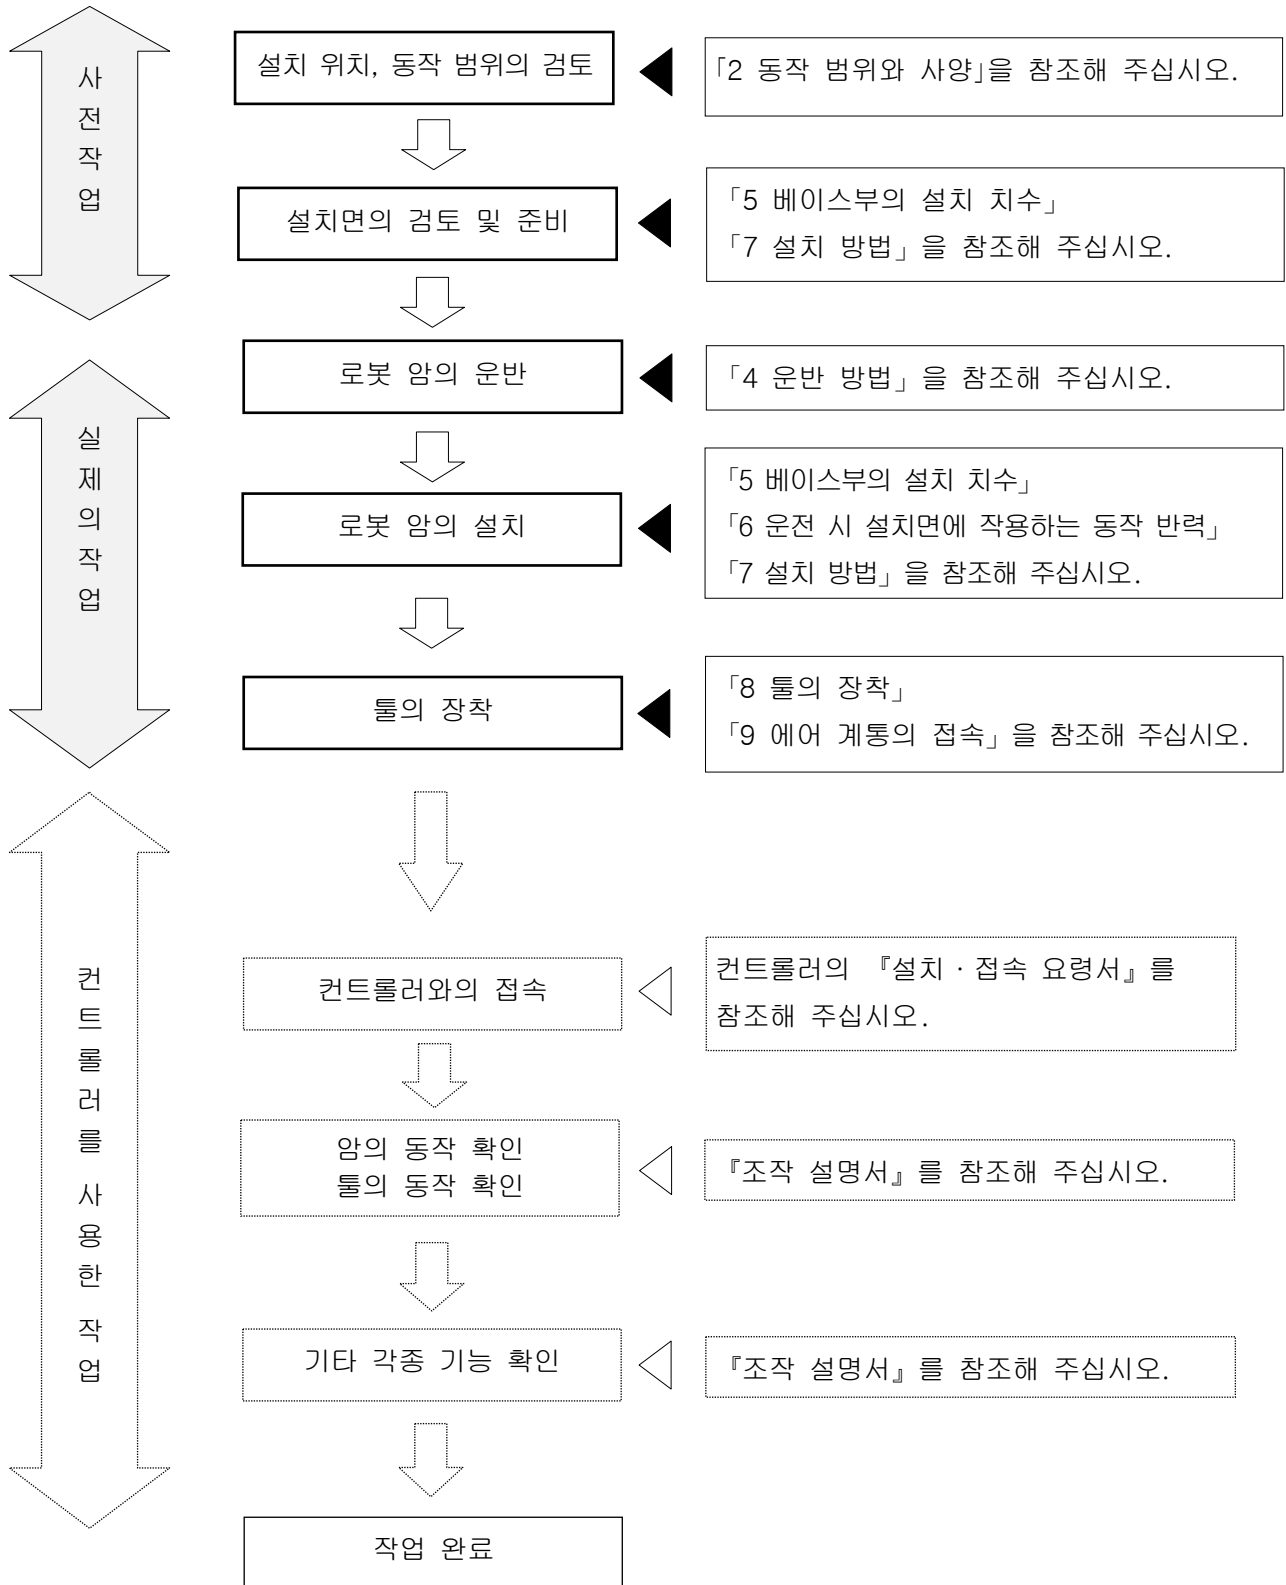 사전작업
설치 위치, 동작 범위의 검토
「2 동작 범위와 사양」을 참조해 주십시오.
설치면의 검토 및 준비
「5 베이스부의 설치 치수」
「7 설치 방법」을 참조해 주십시오.
실제의작업
로봇 암의 운반
「4 운반 방법」을 참조해 주십시오.
로봇 암의 설치
「5 베이스부의 설치 치수」
「6 운전 시 설치면에 작용하는 동작 반력」
「7 설치 방법」을 참조해 주십시오.
툴의 장착
「8 툴의 장착」
「9 에어 계통의 접속」을 참조해 주십시오.
컨트롤러를 사용한 작업
컨트롤러와의 접속
컨트롤러의 『설치·접속 요령서』를
참조해 주십시오.
암의 동작 확인
툴의 동작 확인
『조작 설명서』를 참조해 주십시오.
기타 각종 기능 확인
『조작 설명서』를 참조해 주십시오.
작업 완료